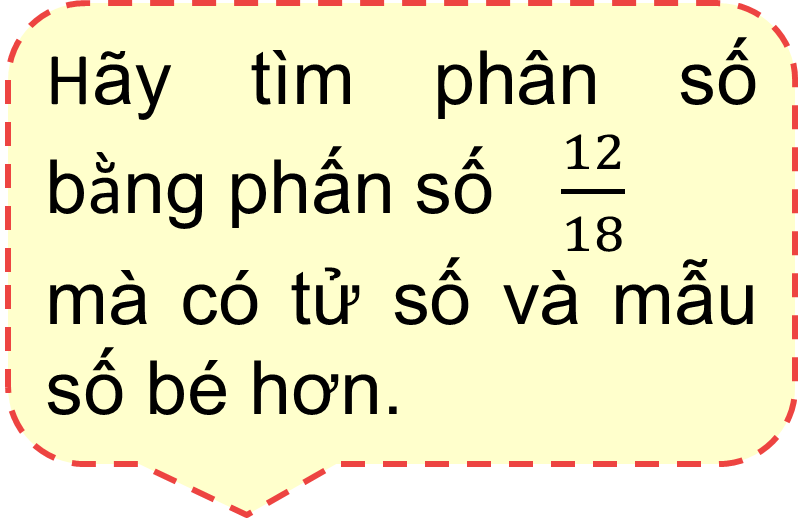 Hãy tìm phân số
bằng phấn số 12/18
mà có tử số và mẫu
số bé hơn.